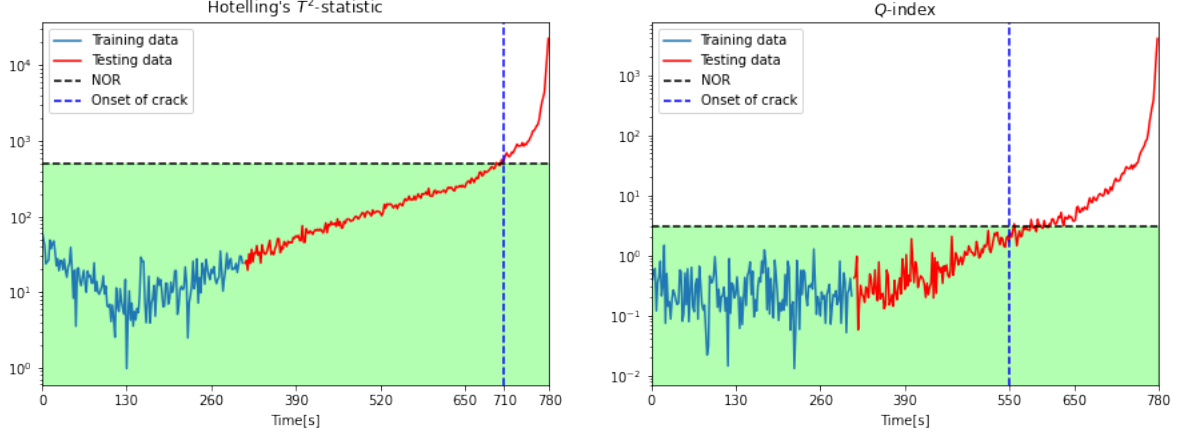 Hotelling's T²-statistic
Training data
Testing data
NOR
Onset of crack
10⁴
10³
10²
10¹
10⁰
0 130 260 390 520 650 710 780
Time[s]
Q-index
Training data
Testing data
NOR
Onset of crack
10³
10²
10¹
10⁰
10⁻¹
10⁻²
0 130 260 390 550 650 780
Time[s]